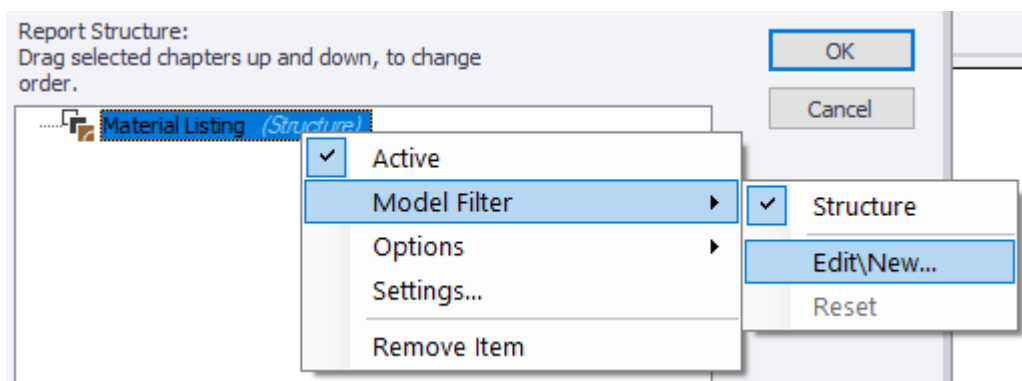 Report Structure:
Drag selected chapters up and down, to change
order.
OK
Cancel
Material Listing (Structure)
Active
Model Filter
Options
Settings...
Remove Item
Structure
Edit\New...
Reset